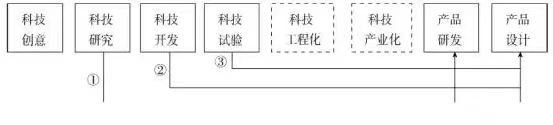 科技 科技 科技 科技 科技 科技 产品 产品
创意 研究 开发 试验 工程化 产业化 研发 设计
③
②
①